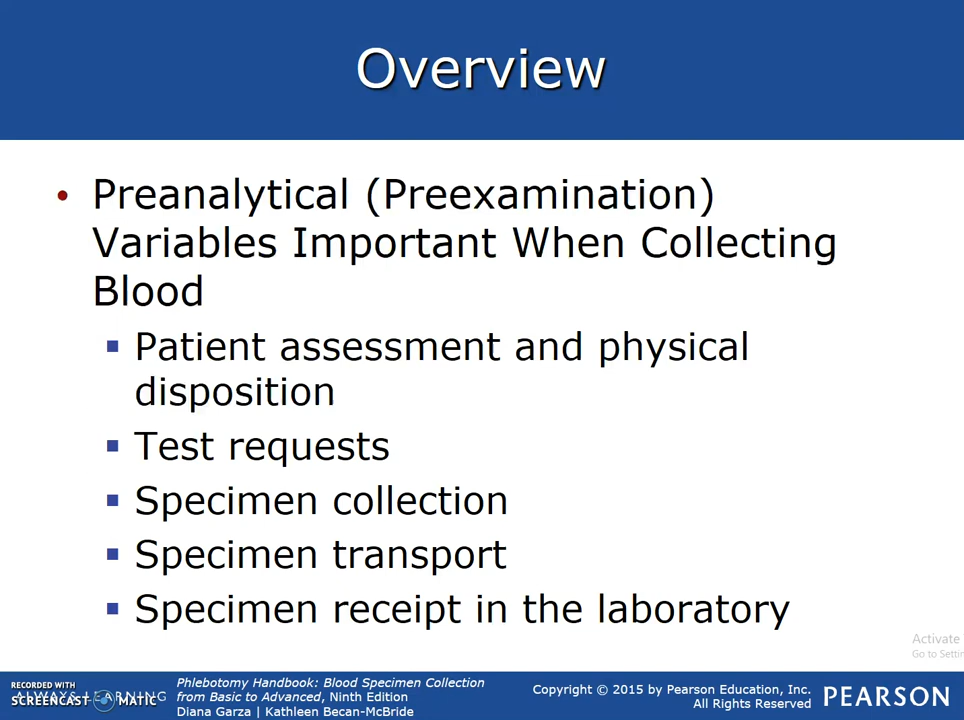 Overview
• Preanalytical (Preexamination)
Variables Important When Collecting
Blood
▪ Patient assessment and physical
disposition
▪ Test requests
▪ Specimen collection
▪ Specimen transport
▪ Specimen receipt in the laboratory
Activate
Go to Settin
RECORDED WITH
SCREENCAST MATIC
ALWAYS LEARNING
Phlebotomy Handbook: Blood Specimen Collection
from Basic to Advanced, Ninth Edition
Diana Garza | Kathleen Becan-McBride
Copyright © 2015 by Pearson Education, Inc.
All Rights Reserved
PEARSON